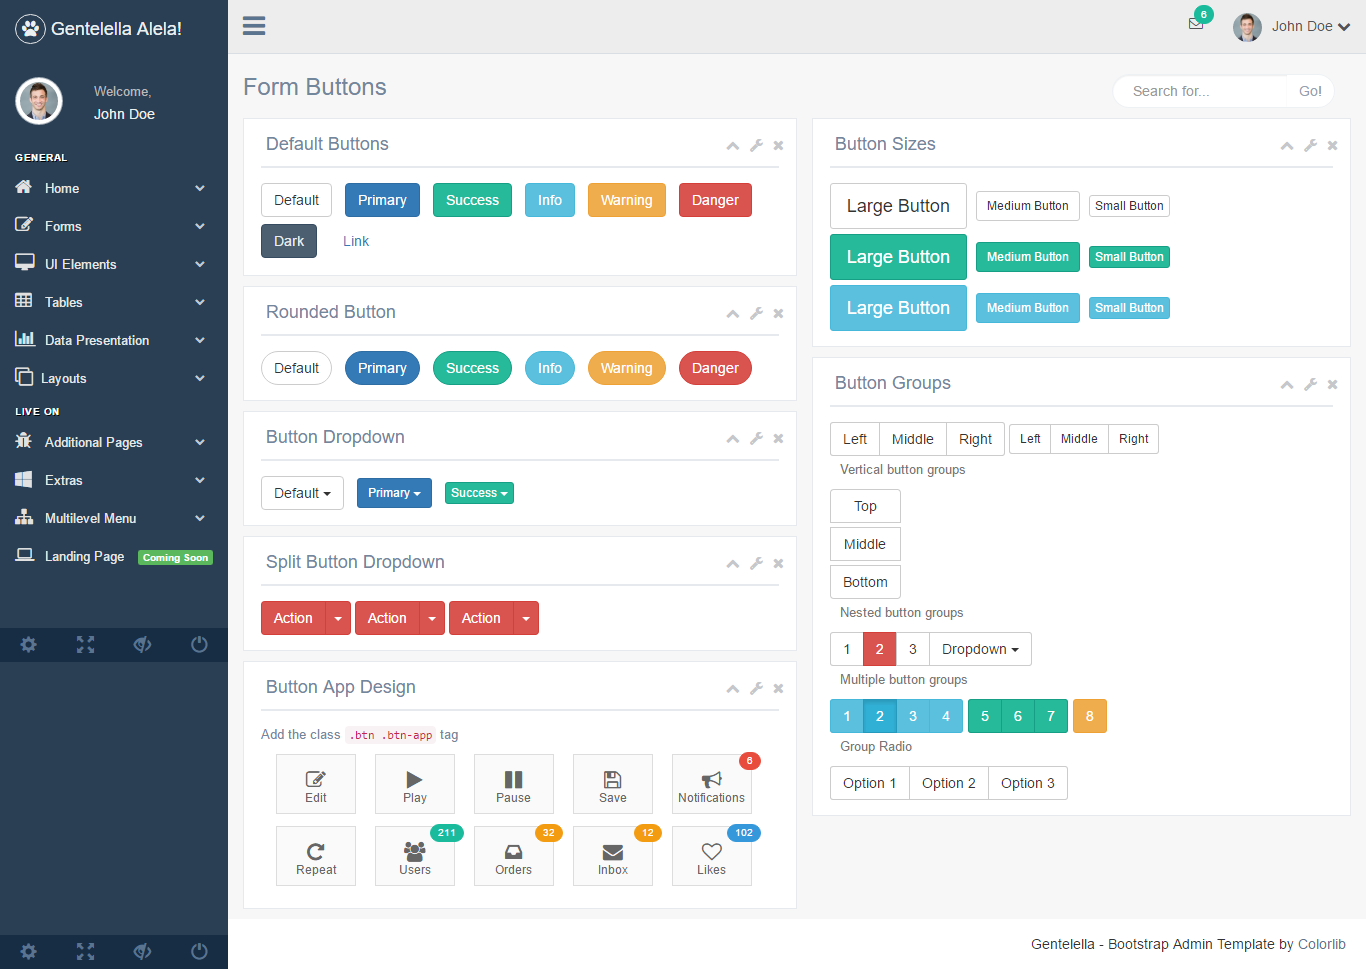 Gentelella Alela!
6
John Doe
Welcome,
John Doe
GENERAL
Home
Forms
UI Elements
Tables
Data Presentation
Layouts
LIVE ON
Additional Pages
Extras
Multilevel Menu
Landing Page Coming Soon
Form Buttons
Search for... Go!
Default Buttons
Default Primary Success Info Warning Danger
Dark Link
Rounded Button
Default Primary Success Info Warning Danger
Button Dropdown
Default Primary Success
Split Button Dropdown
Action Action Action
Button App Design
Add the class .btn .btn-app tag
6
Edit Play Pause Save Notifications
211 32 12 102
Repeat Users Orders Inbox Likes
Button Sizes
Large Button Medium Button Small Button
Large Button Medium Button Small Button
Large Button Medium Button Small Button
Button Groups
Left Middle Right Left Middle Right
Vertical button groups
Top
Middle
Bottom
Nested button groups
1 2 3 Dropdown
Multiple button groups
1 2 3 4 5 6 7 8
Group Radio
Option 1 Option 2 Option 3
Gentelella - Bootstrap Admin Template by Colorlib